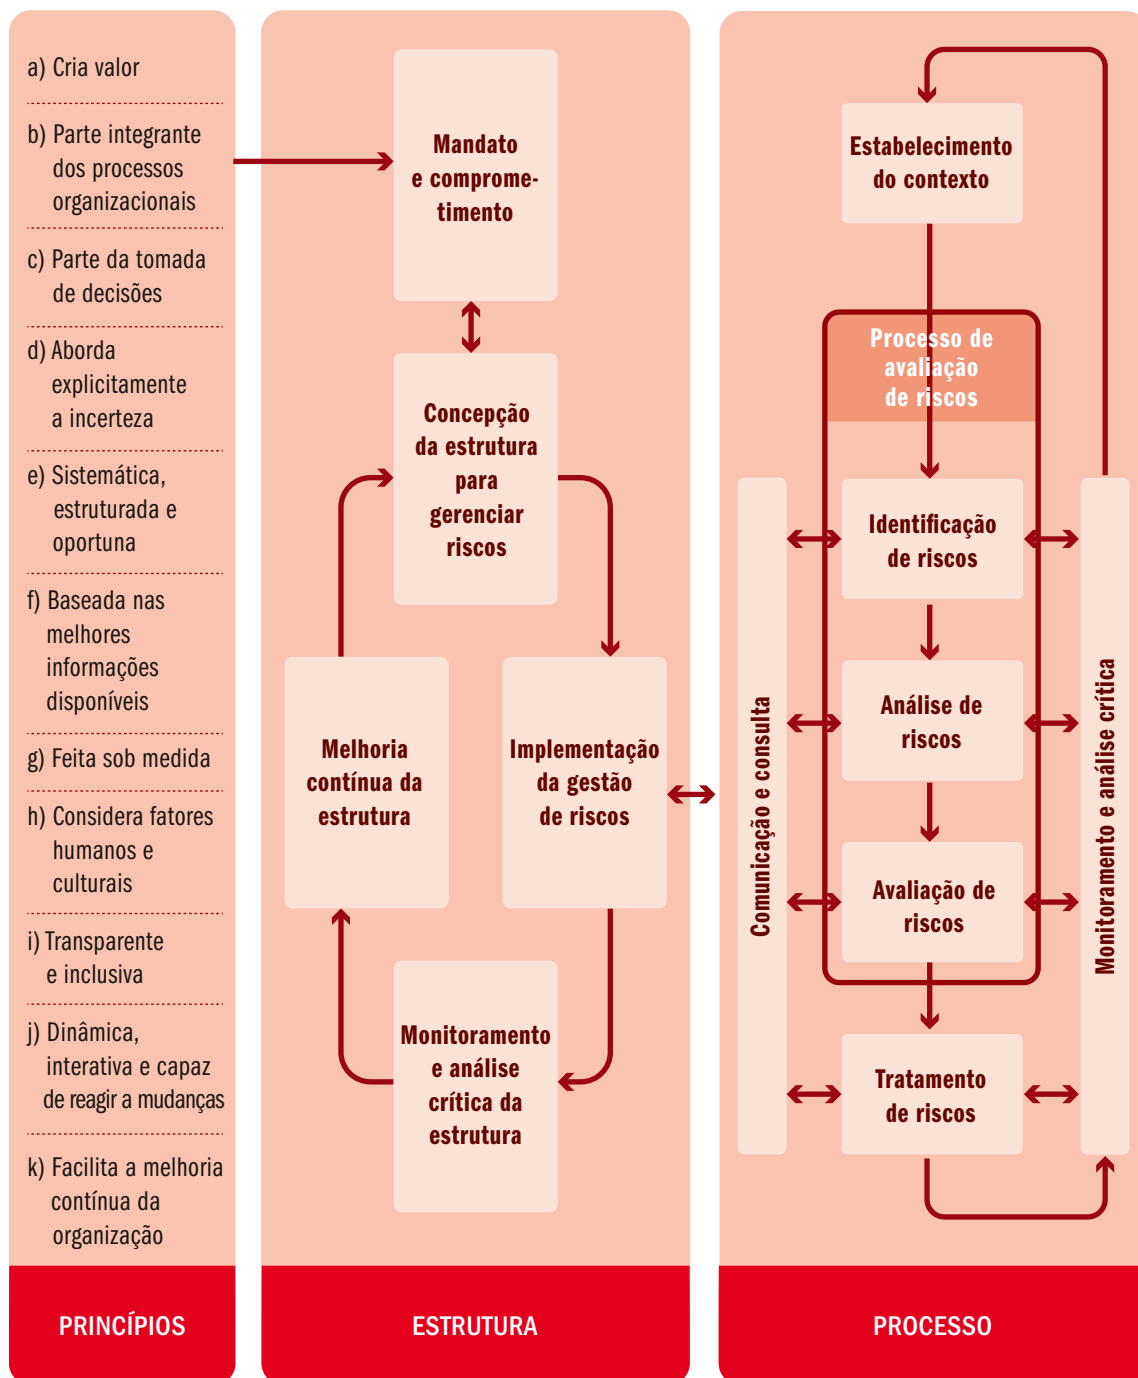 a) Cria valor
b) Parte integrante
dos processos
organizacionais
c) Parte da tomada
de decisões
d) Aborda
explicitamente
a incerteza
e) Sistemática,
estruturada e
oportuna
f) Baseada nas
melhores
informações
disponíveis
g) Feita sob medida
h) Considera fatores
humanos e
culturais
i) Transparente
e inclusiva
j) Dinâmica,
interativa e capaz
de reagir a mudanças
k) Facilita a melhoria
contínua da
organização
PRINCÍPIOS
Mandato
e comprome-
timento
Concepção
da estrutura
para
gerenciar
riscos
Melhoria
contínua da
estrutura
Implementação
da gestão
de riscos
Monitoramento
e análise
crítica da
estrutura
ESTRUTURA
Estabelecimento
do contexto
Processo de
avaliação
de riscos
Comunicação e consulta
Identificação
de riscos
Análise de
riscos
Avaliação de
riscos
Tratamento
de riscos
Monitoramento e análise crítica
PROCESSO